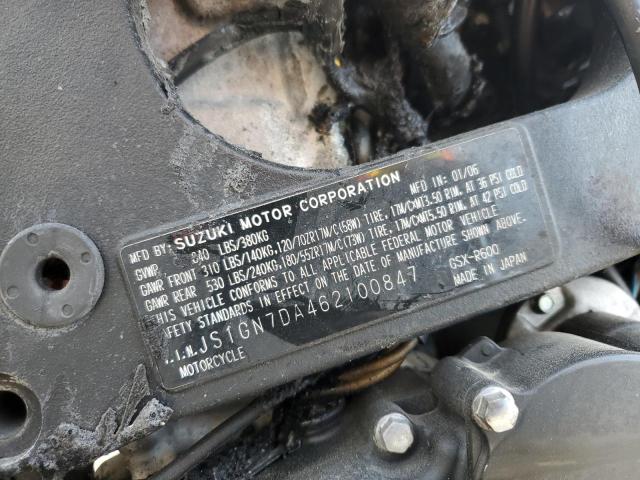 MFD BY: SUZUKI MOTOR CORPORATION MFD IN: 01/06
GVWR 840 LBS/380KG
GAWR FRONT 310 LBS/140KG,120/70ZR17M/C(58W) TIRE, 17M/CxMT3.50 RIM, AT 36 PSI COLD
GAWR REAR 530 LBS/240KG,180/55ZR17M/C(73W) TIRE, 17M/CxMT5.50 RIM, AT 42 PSI COLD
THIS VEHICLE CONFORMS TO ALL APPLICABLE FEDERAL MOTOR VEHICLE
SAFETY STANDARDS IN EFFECT ON THE DATE OF MANUFACTURE SHOWN ABOVE.
V.I.N. JS1GN7DA462100847 GSX-R600
MOTORCYCLE MADE IN JAPAN